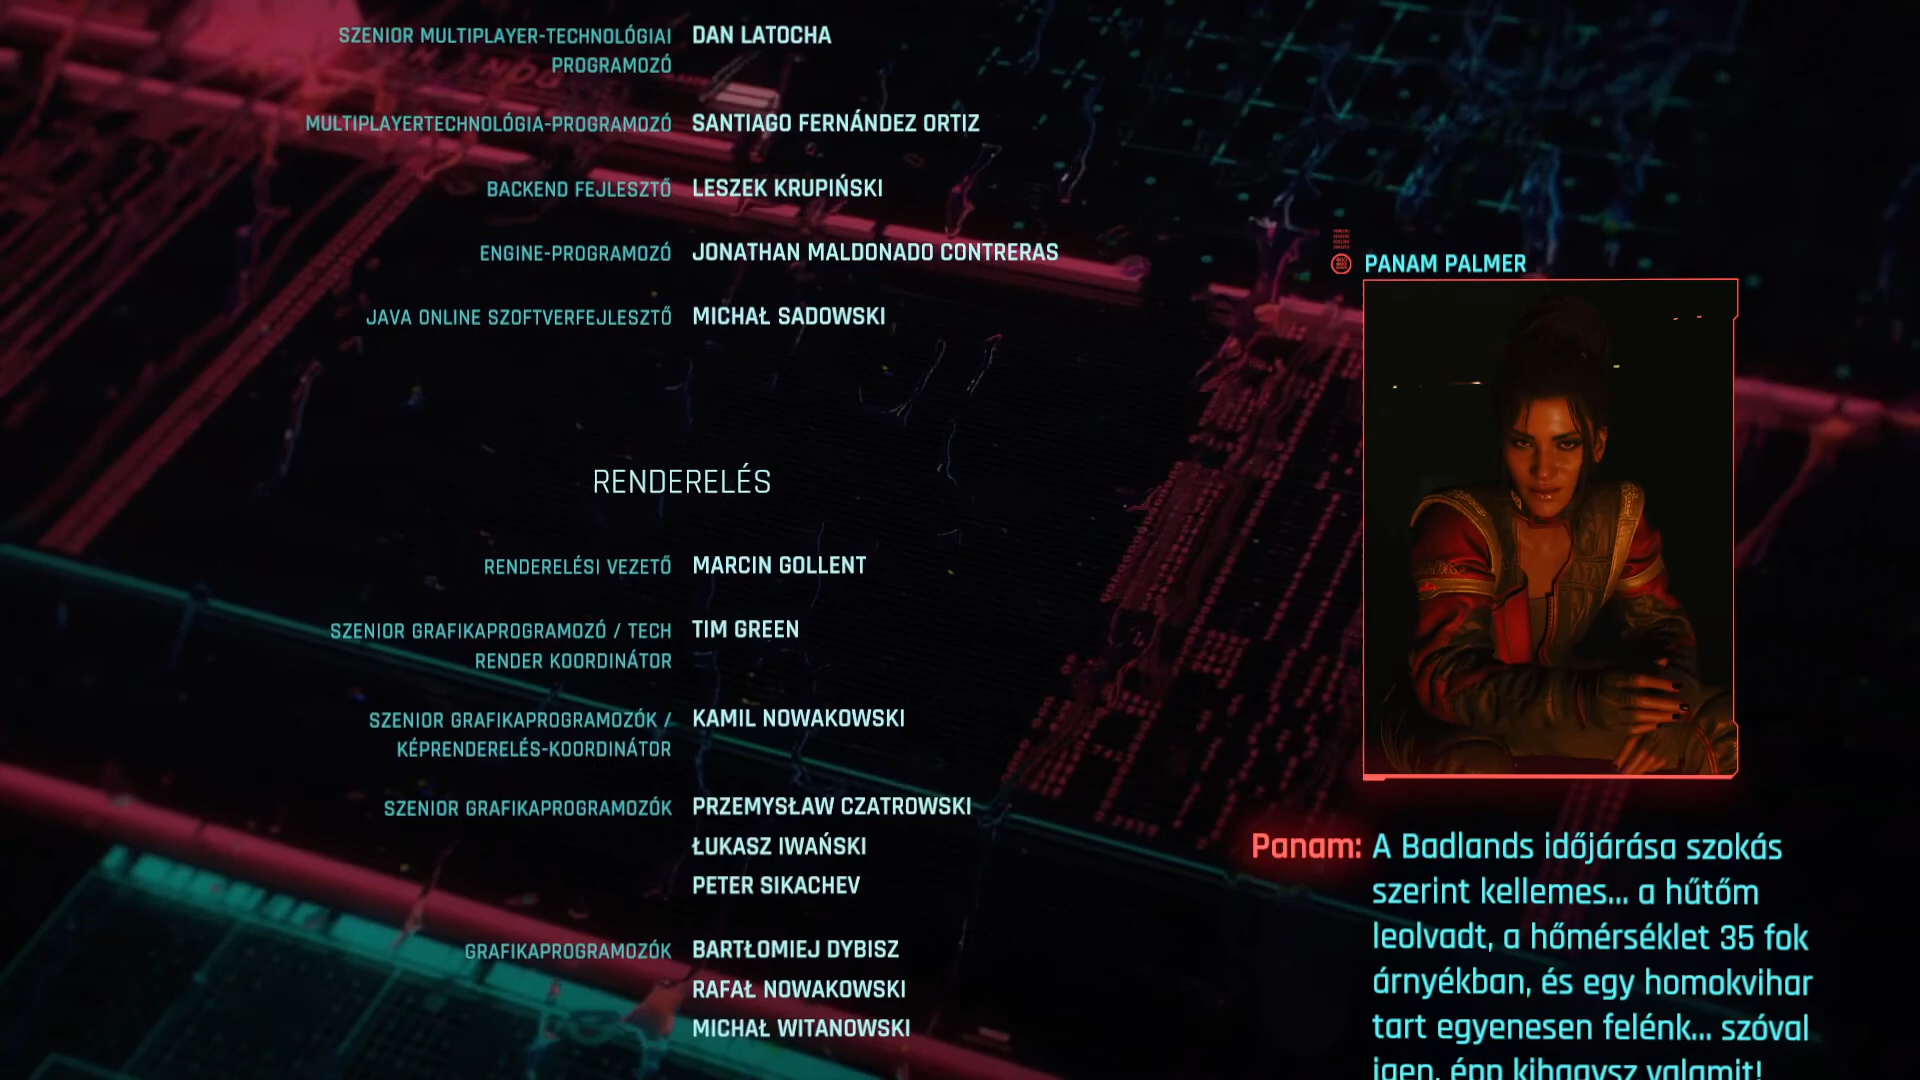 SZENIOR MULTIPLAYER-TECHNOLÓGIAI DAN LATOCHA
PROGRAMOZÓ
MULTIPLAYERTECHNOLÓGIA-PROGRAMOZÓ SANTIAGO FERNÁNDEZ ORTIZ
BACKEND FEJLESZTŐ LESZEK KRUPIŃSKI
ENGINE-PROGRAMOZÓ JONATHAN MALDONADO CONTRERAS
JAVA ONLINE SZOFTVERFEJLESZTŐ MICHAŁ SADOWSKI
RENDERELÉS
RENDERELÉSI VEZETŐ MARCIN GOLLENT
SZENIOR GRAFIKAPROGRAMOZÓ / TECH TIM GREEN
RENDER KOORDINÁTOR
SZENIOR GRAFIKAPROGRAMOZÓK / KAMIL NOWAKOWSKI
KÉPRENDERELÉS-KOORDINÁTOR
SZENIOR GRAFIKAPROGRAMOZÓK PRZEMYSŁAW CZATROWSKI
ŁUKASZ IWAŃSKI
PETER SIKACHEV
GRAFIKAPROGRAMOZÓK BARTŁOMIEJ DYBISZ
RAFAŁ NOWAKOWSKI
MICHAŁ WITANOWSKI
PANAM PALMER
Panam: A Badlands időjárása szokás
szerint kellemes... a hűtőm
leolvadt, a hőmérséklet 35 fok
árnyékban, és egy homokvihar
tart egyenesen felénk... szóval
igen, épp kihagysz valamit!